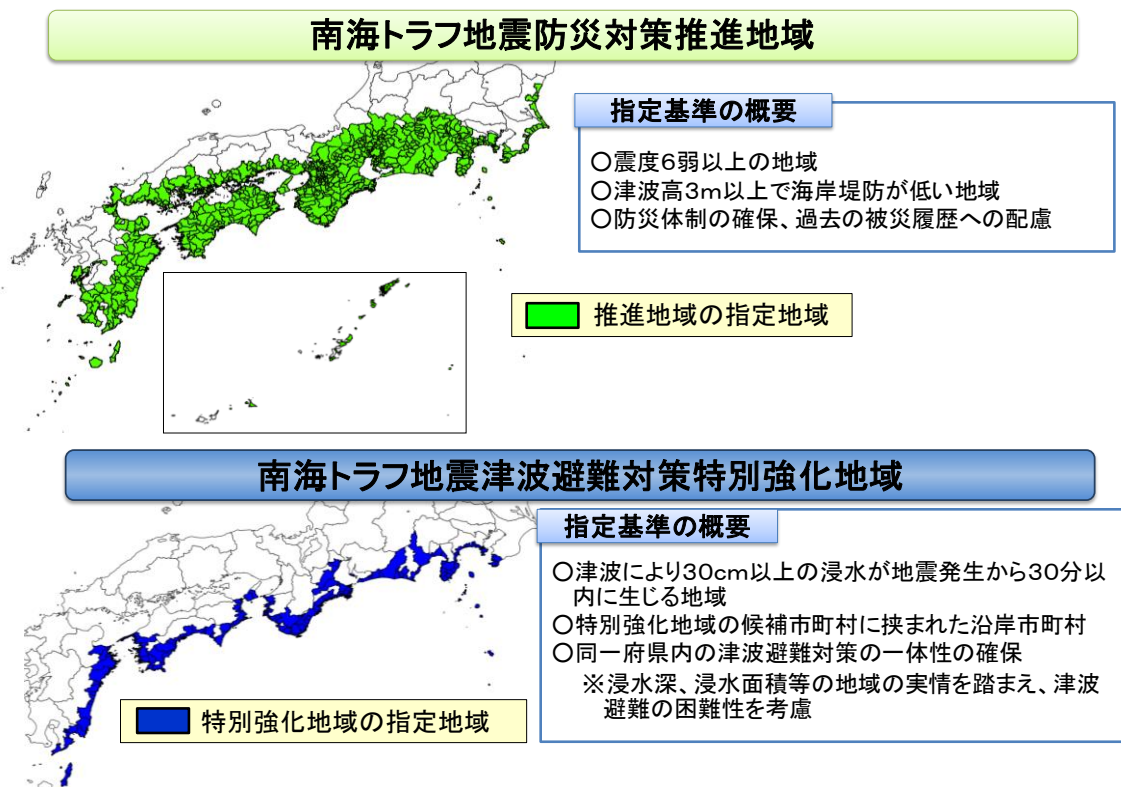 南海トラフ地震防災対策推進地域
指定基準の概要
○震度6弱以上の地域
○津波高3m以上で海岸堤防が低い地域
○防災体制の確保、過去の被災履歴への配慮
推進地域の指定地域
南海トラフ地震津波避難対策特別強化地域
指定基準の概要
○津波により30cm以上の浸水が地震発生から30分以
内に生じる地域
○特別強化地域の候補市町村に挟まれた沿岸市町村
○同一府県内の津波避難対策の一体性の確保
※浸水深、浸水面積等の地域の実情を踏まえ、津波
避難の困難性を考慮
特別強化地域の指定地域